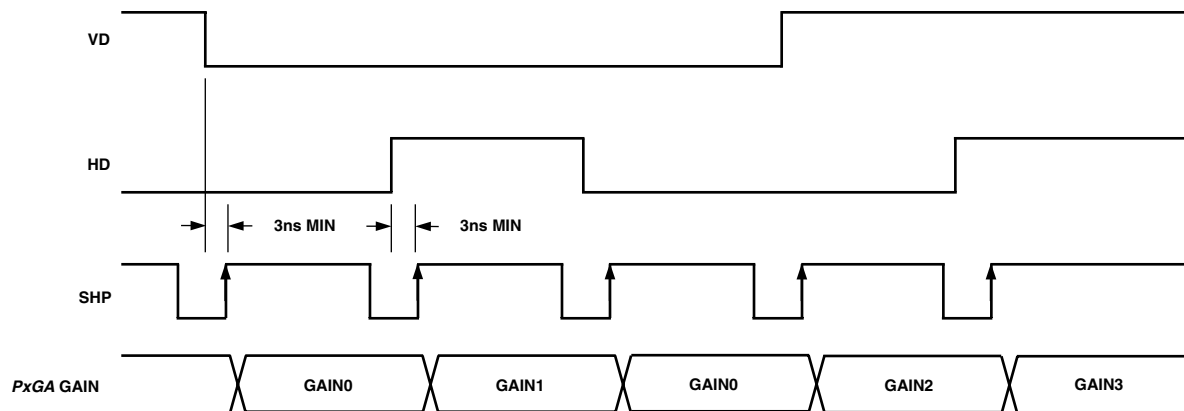 VD
HD
3ns MIN 3ns MIN
SHP
PxGA GAIN GAIN0 GAIN1 GAIN0 GAIN2 GAIN3